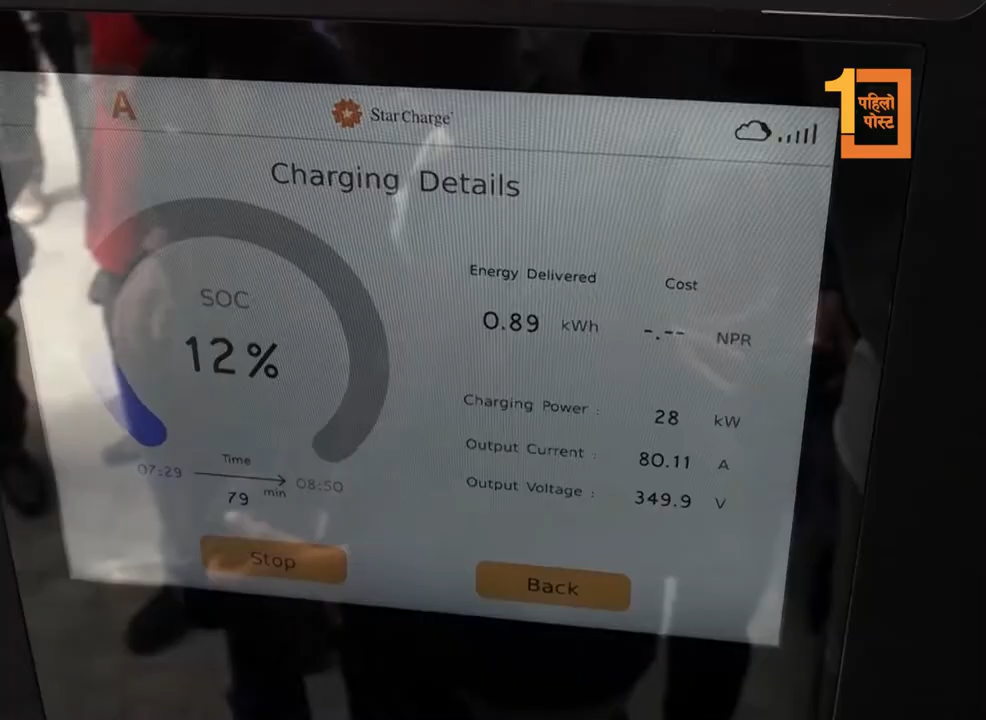 A
StarCharge
1 पहिलो
पोस्ट
Charging Details
SOC
12%
Energy Delivered
Cost
0.89 kWh
-.-- NPR
Charging Power : 28 kW
Output Current : 80.11 A
Output Voltage : 349.9 V
Time
07:29 08:50
79 min
Stop
Back